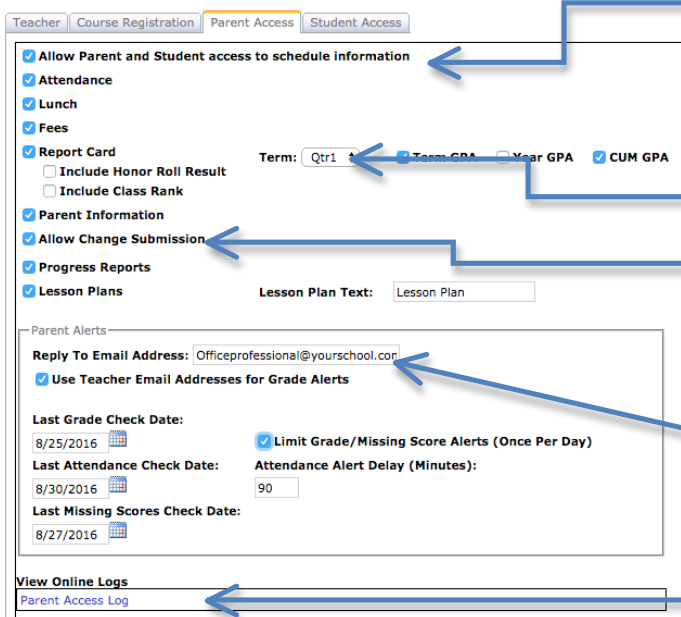 Teacher Course Registration Parent Access Student Access
Allow Parent and Student access to schedule information
Attendance
Lunch
Fees
Report Card Term: Qtr1 Term GPA Year GPA CUM GPA
Include Honor Roll Result
Include Class Rank
Parent Information
Allow Change Submission
Progress Reports
Lesson Plans Lesson Plan Text: Lesson Plan
Parent Alerts
Reply To Email Address: Officeprofessional@yourschool.com
Use Teacher Email Addresses for Grade Alerts
Last Grade Check Date:
8/25/2016 Limit Grade/Missing Score Alerts (Once Per Day)
Last Attendance Check Date: Attendance Alert Delay (Minutes):
8/30/2016 90
Last Missing Scores Check Date:
8/27/2016
View Online Logs
Parent Access Log